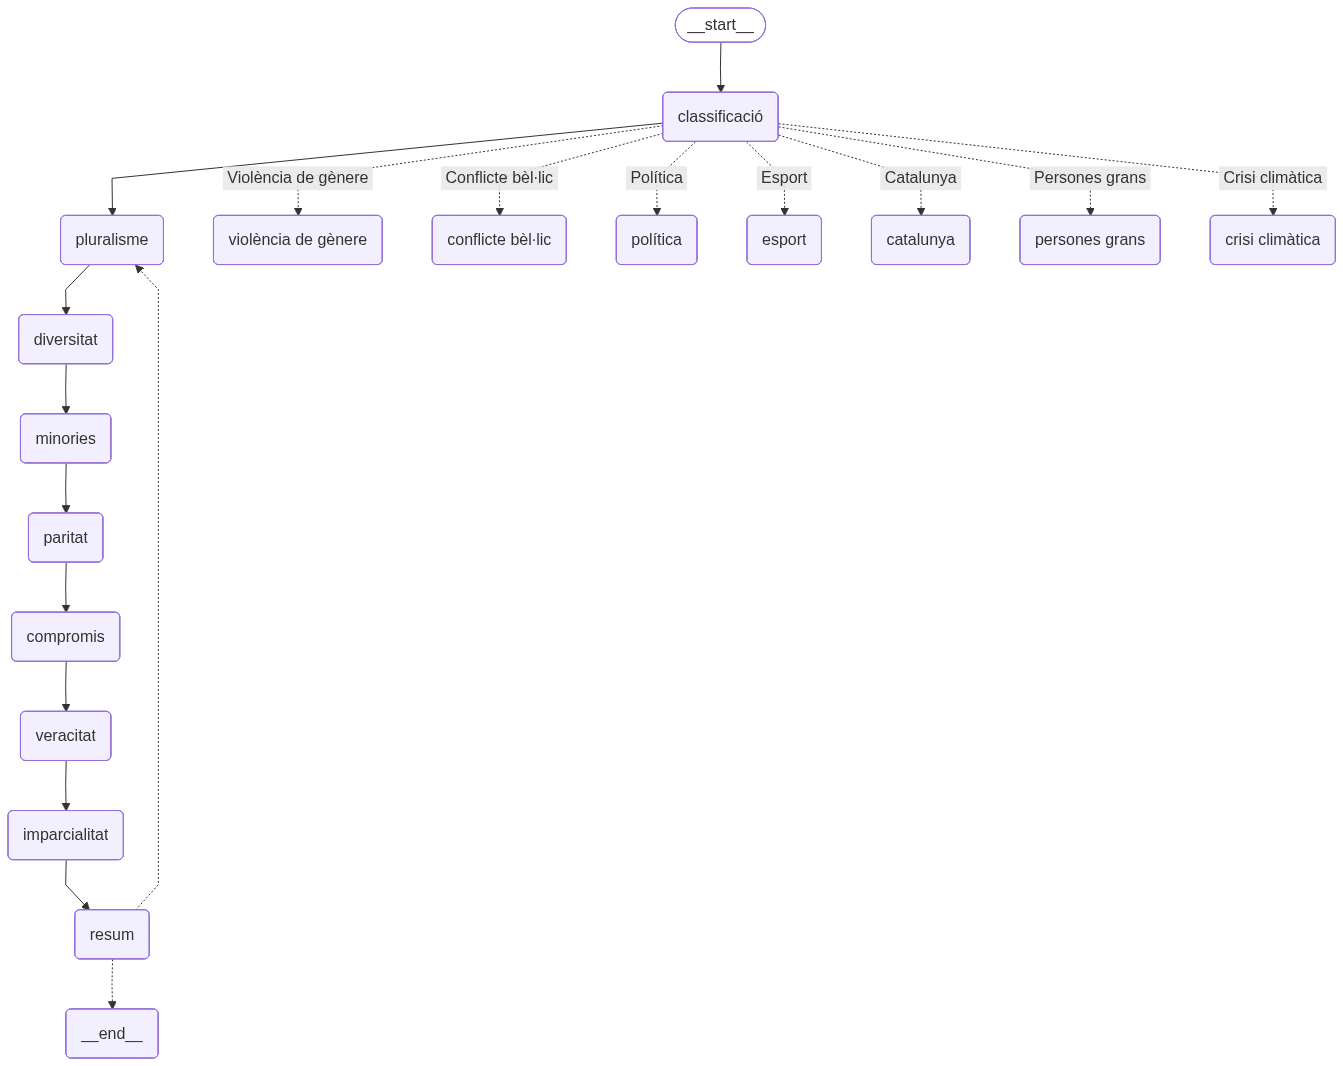 __start__
classificació
Violència de gènere
Conflicte bèl·lic
Política
Esport
Catalunya
Persones grans
Crisi climàtica
pluralisme
violència de gènere
conflicte bèl·lic
política
esport
catalunya
persones grans
crisi climàtica
diversitat
minories
paritat
compromis
veracitat
imparcialitat
resum
__end__